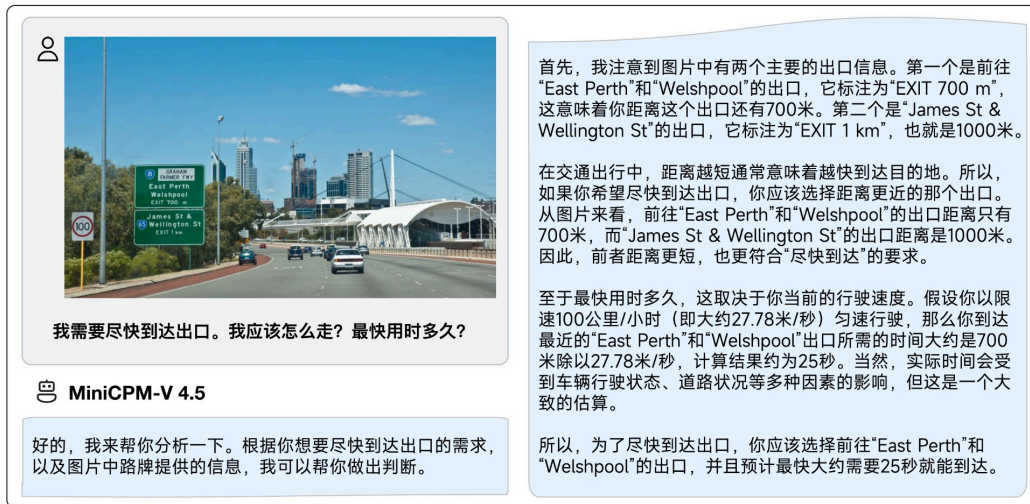 GRAHAM
FARMER FWY
8
East Perth
Welshpool
EXIT 700 m
James St &
65 Wellington St
EXIT 1 km
100
我需要尽快到达出口。我应该怎么走？最快用时多久？
MiniCPM-V 4.5
好的，我来帮你分析一下。根据你想要尽快到达出口的需求，
以及图片中路牌提供的信息，我可以帮你做出判断。
首先，我注意到图片中有两个主要的出口信息。第一个是前往
“East Perth”和“Welshpool”的出口，它标注为“EXIT 700 m”，
这意味着你距离这个出口还有700米。第二个是“James St &
Wellington St”的出口，它标注为“EXIT 1 km”，也就是1000米。
在交通出行中，距离越短通常意味着越快到达目的地。所以，
如果你希望尽快到达出口，你应该选择距离更近的那个出口。
从图片来看，前往“East Perth”和“Welshpool”的出口距离只有
700米，而“James St & Wellington St”的出口距离是1000米。
因此，前者距离更短，也更符合“尽快到达”的要求。
至于最快用时多久，这取决于你当前的行驶速度。假设你以限
速100公里/小时（即大约27.78米/秒）匀速行驶，那么你到达
最近的“East Perth”和“Welshpool”出口所需的时间大约是700
米除以27.78米/秒，计算结果约为25秒。当然，实际时间会受
到车辆行驶状态、道路状况等多种因素的影响，但这是一个大
致的估算。
所以，为了尽快到达出口，你应该选择前往“East Perth”和
“Welshpool”的出口，并且预计最快大约需要25秒就能到达。